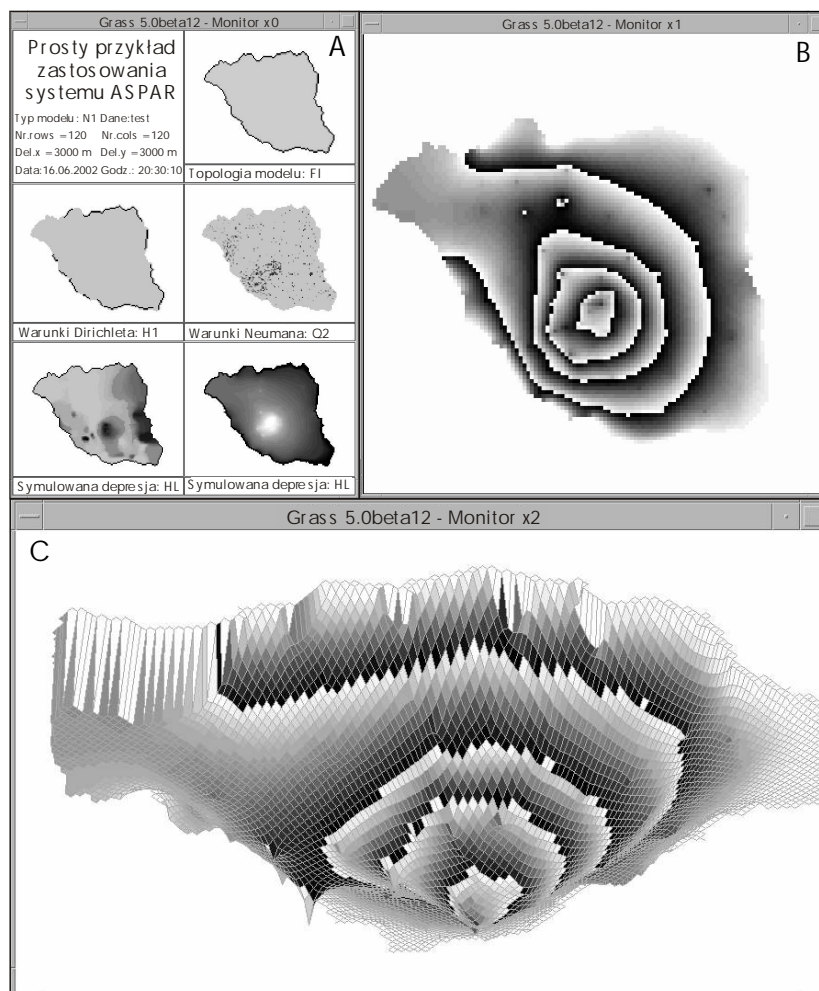 Grass 5.0beta12 - Monitor x0
Prosty przykład
zastosowania
systemu ASPAR
Typ modelu: N1 Dane:test
Nr.rows =120 Nr.cols =120
Del.x =3000 m Del.y =3000 m
Data:16.06.2002 Godz.: 20:30:10
A
Topologia modelu: FI
Warunki Dirichleta: H1
Warunki Neumana: Q2
Symulowana depresja: HL
Symulowana depresja: HL
Grass 5.0beta12 - Monitor x1
B
Grass 5.0beta12 - Monitor x2
C